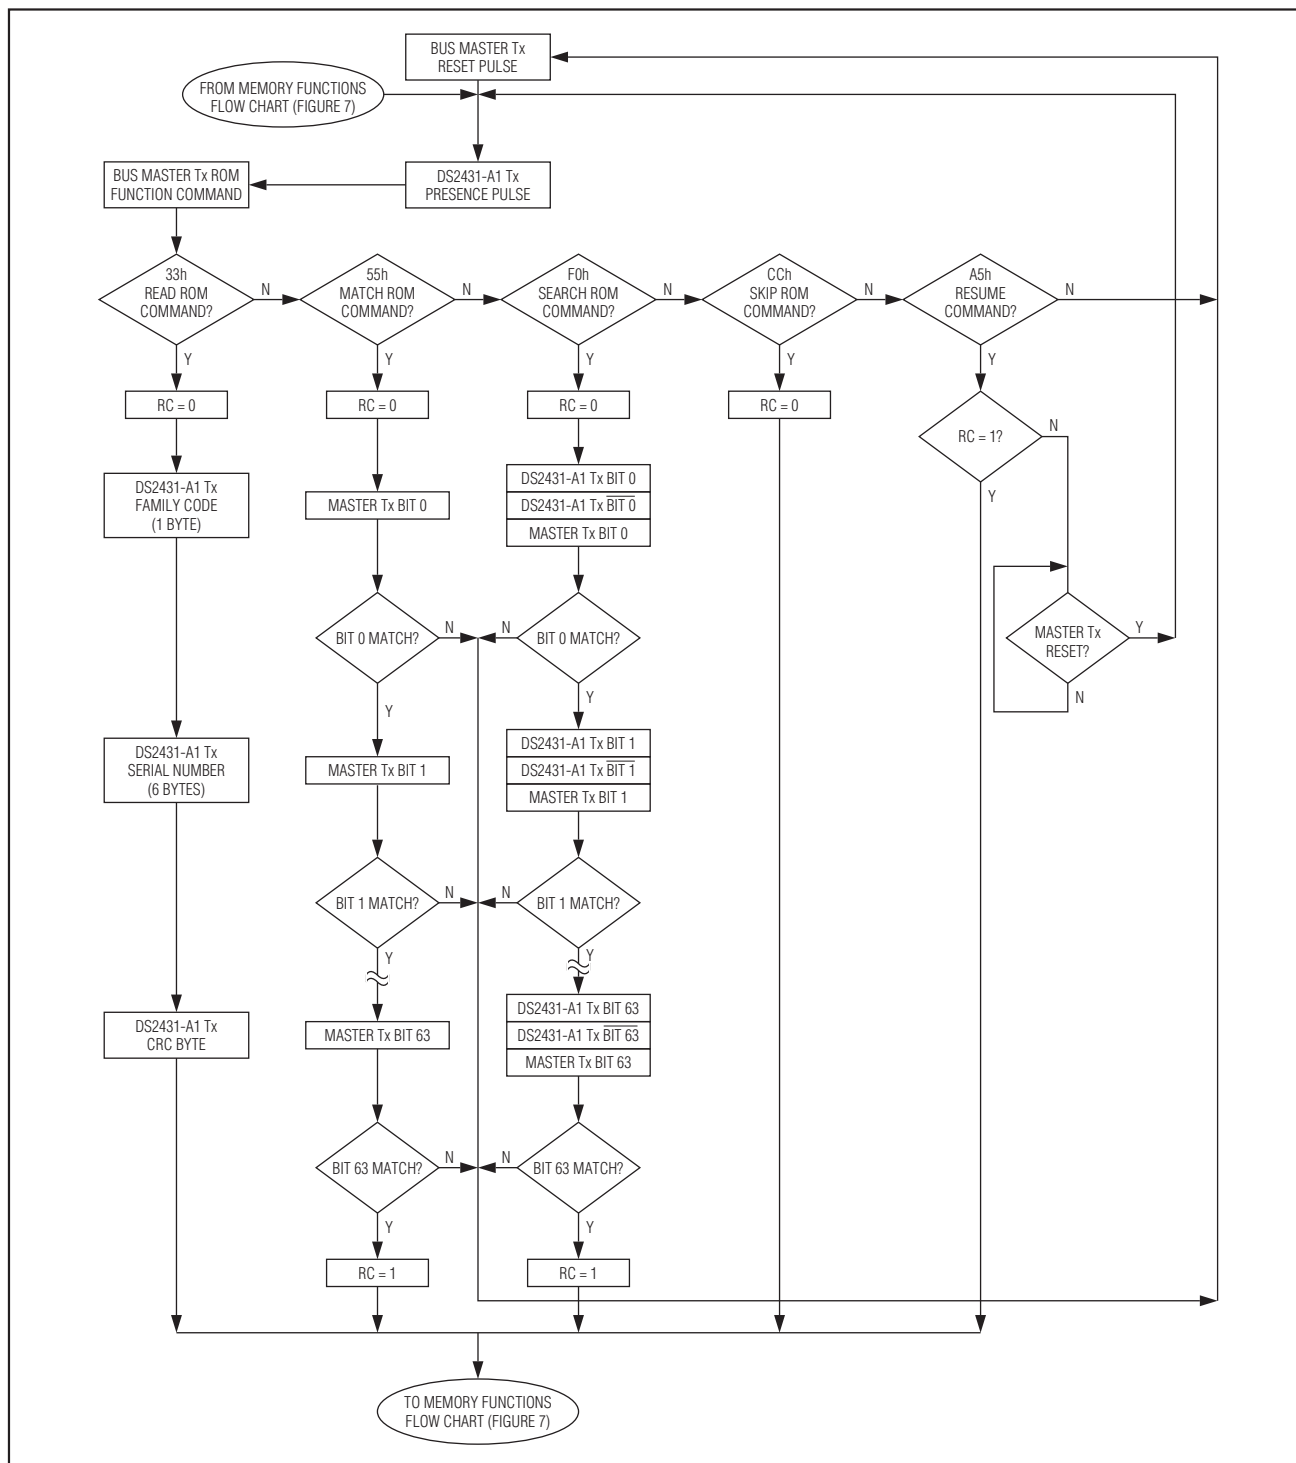 BUS MASTER Tx
RESET PULSE
FROM MEMORY FUNCTIONS
FLOW CHART (FIGURE 7)
BUS MASTER Tx ROM
FUNCTION COMMAND
DS2431-A1 Tx
PRESENCE PULSE
33h
READ ROM
COMMAND?
N
55h
MATCH ROM
COMMAND?
N
F0h
SEARCH ROM
COMMAND?
N
CCh
SKIP ROM
COMMAND?
N
A5h
RESUME
COMMAND?
N
Y
Y
Y
Y
Y
RC = 0
RC = 0
RC = 0
RC = 0
RC = 1?
N
Y
DS2431-A1 Tx
FAMILY CODE
(1 BYTE)
MASTER Tx BIT 0
DS2431-A1 Tx BIT 0
DS2431-A1 Tx B̅I̅T̅ ̅0̅
MASTER Tx BIT 0
BIT 0 MATCH?
N
N
BIT 0 MATCH?
MASTER Tx
RESET?
Y
N
Y
Y
DS2431-A1 Tx
SERIAL NUMBER
(6 BYTES)
MASTER Tx BIT 1
DS2431-A1 Tx BIT 1
DS2431-A1 Tx B̅I̅T̅ ̅1̅
MASTER Tx BIT 1
BIT 1 MATCH?
N
N
BIT 1 MATCH?
Y
Y
DS2431-A1 Tx
CRC BYTE
MASTER Tx BIT 63
DS2431-A1 Tx BIT 63
DS2431-A1 Tx B̅I̅T̅ ̅6̅3̅
MASTER Tx BIT 63
BIT 63 MATCH?
N
N
BIT 63 MATCH?
Y
Y
RC = 1
RC = 1
TO MEMORY FUNCTIONS
FLOW CHART (FIGURE 7)